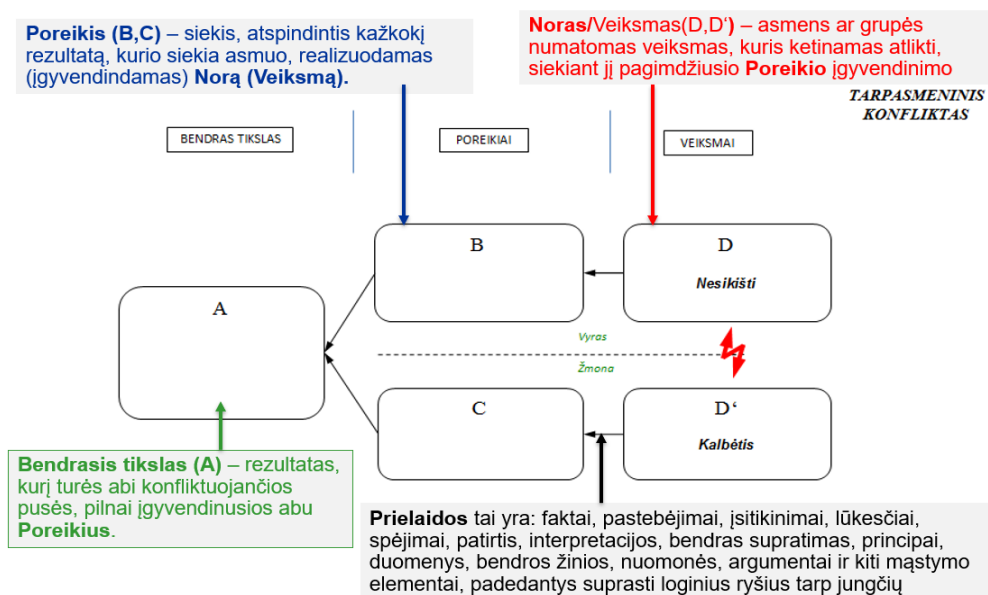 Poreikis (B,C) – siekis, atspindintis kažkokį
rezultatą, kurio siekia asmuo, realizuodamas
(įgyvendindamas) Norą (Veiksmą).
Noras/Veiksmas(D,D‘) – asmens ar grupės
numatomas veiksmas, kuris ketinamas atlikti,
siekiant jį pagimdžiusio Poreikio įgyvendinimo
TARPASMENINIS
KONFLIKTAS
BENDRAS TIKSLAS
POREIKIAI
VEIKSMAI
B
D
Nesikišti
A
Vyras
Žmona
C
D‘
Kalbėtis
Bendrasis tikslas (A) – rezultatas,
kurį turės abi konfliktuojančios
pusės, pilnai įgyvendinusios abu
Poreikius.
Prielaidos tai yra: faktai, pastebėjimai, įsitikinimai, lūkesčiai,
spėjimai, patirtis, interpretacijos, bendras supratimas, principai,
duomenys, bendros žinios, nuomonės, argumentai ir kiti mąstymo
elementai, padedantys suprasti loginius ryšius tarp jungčių